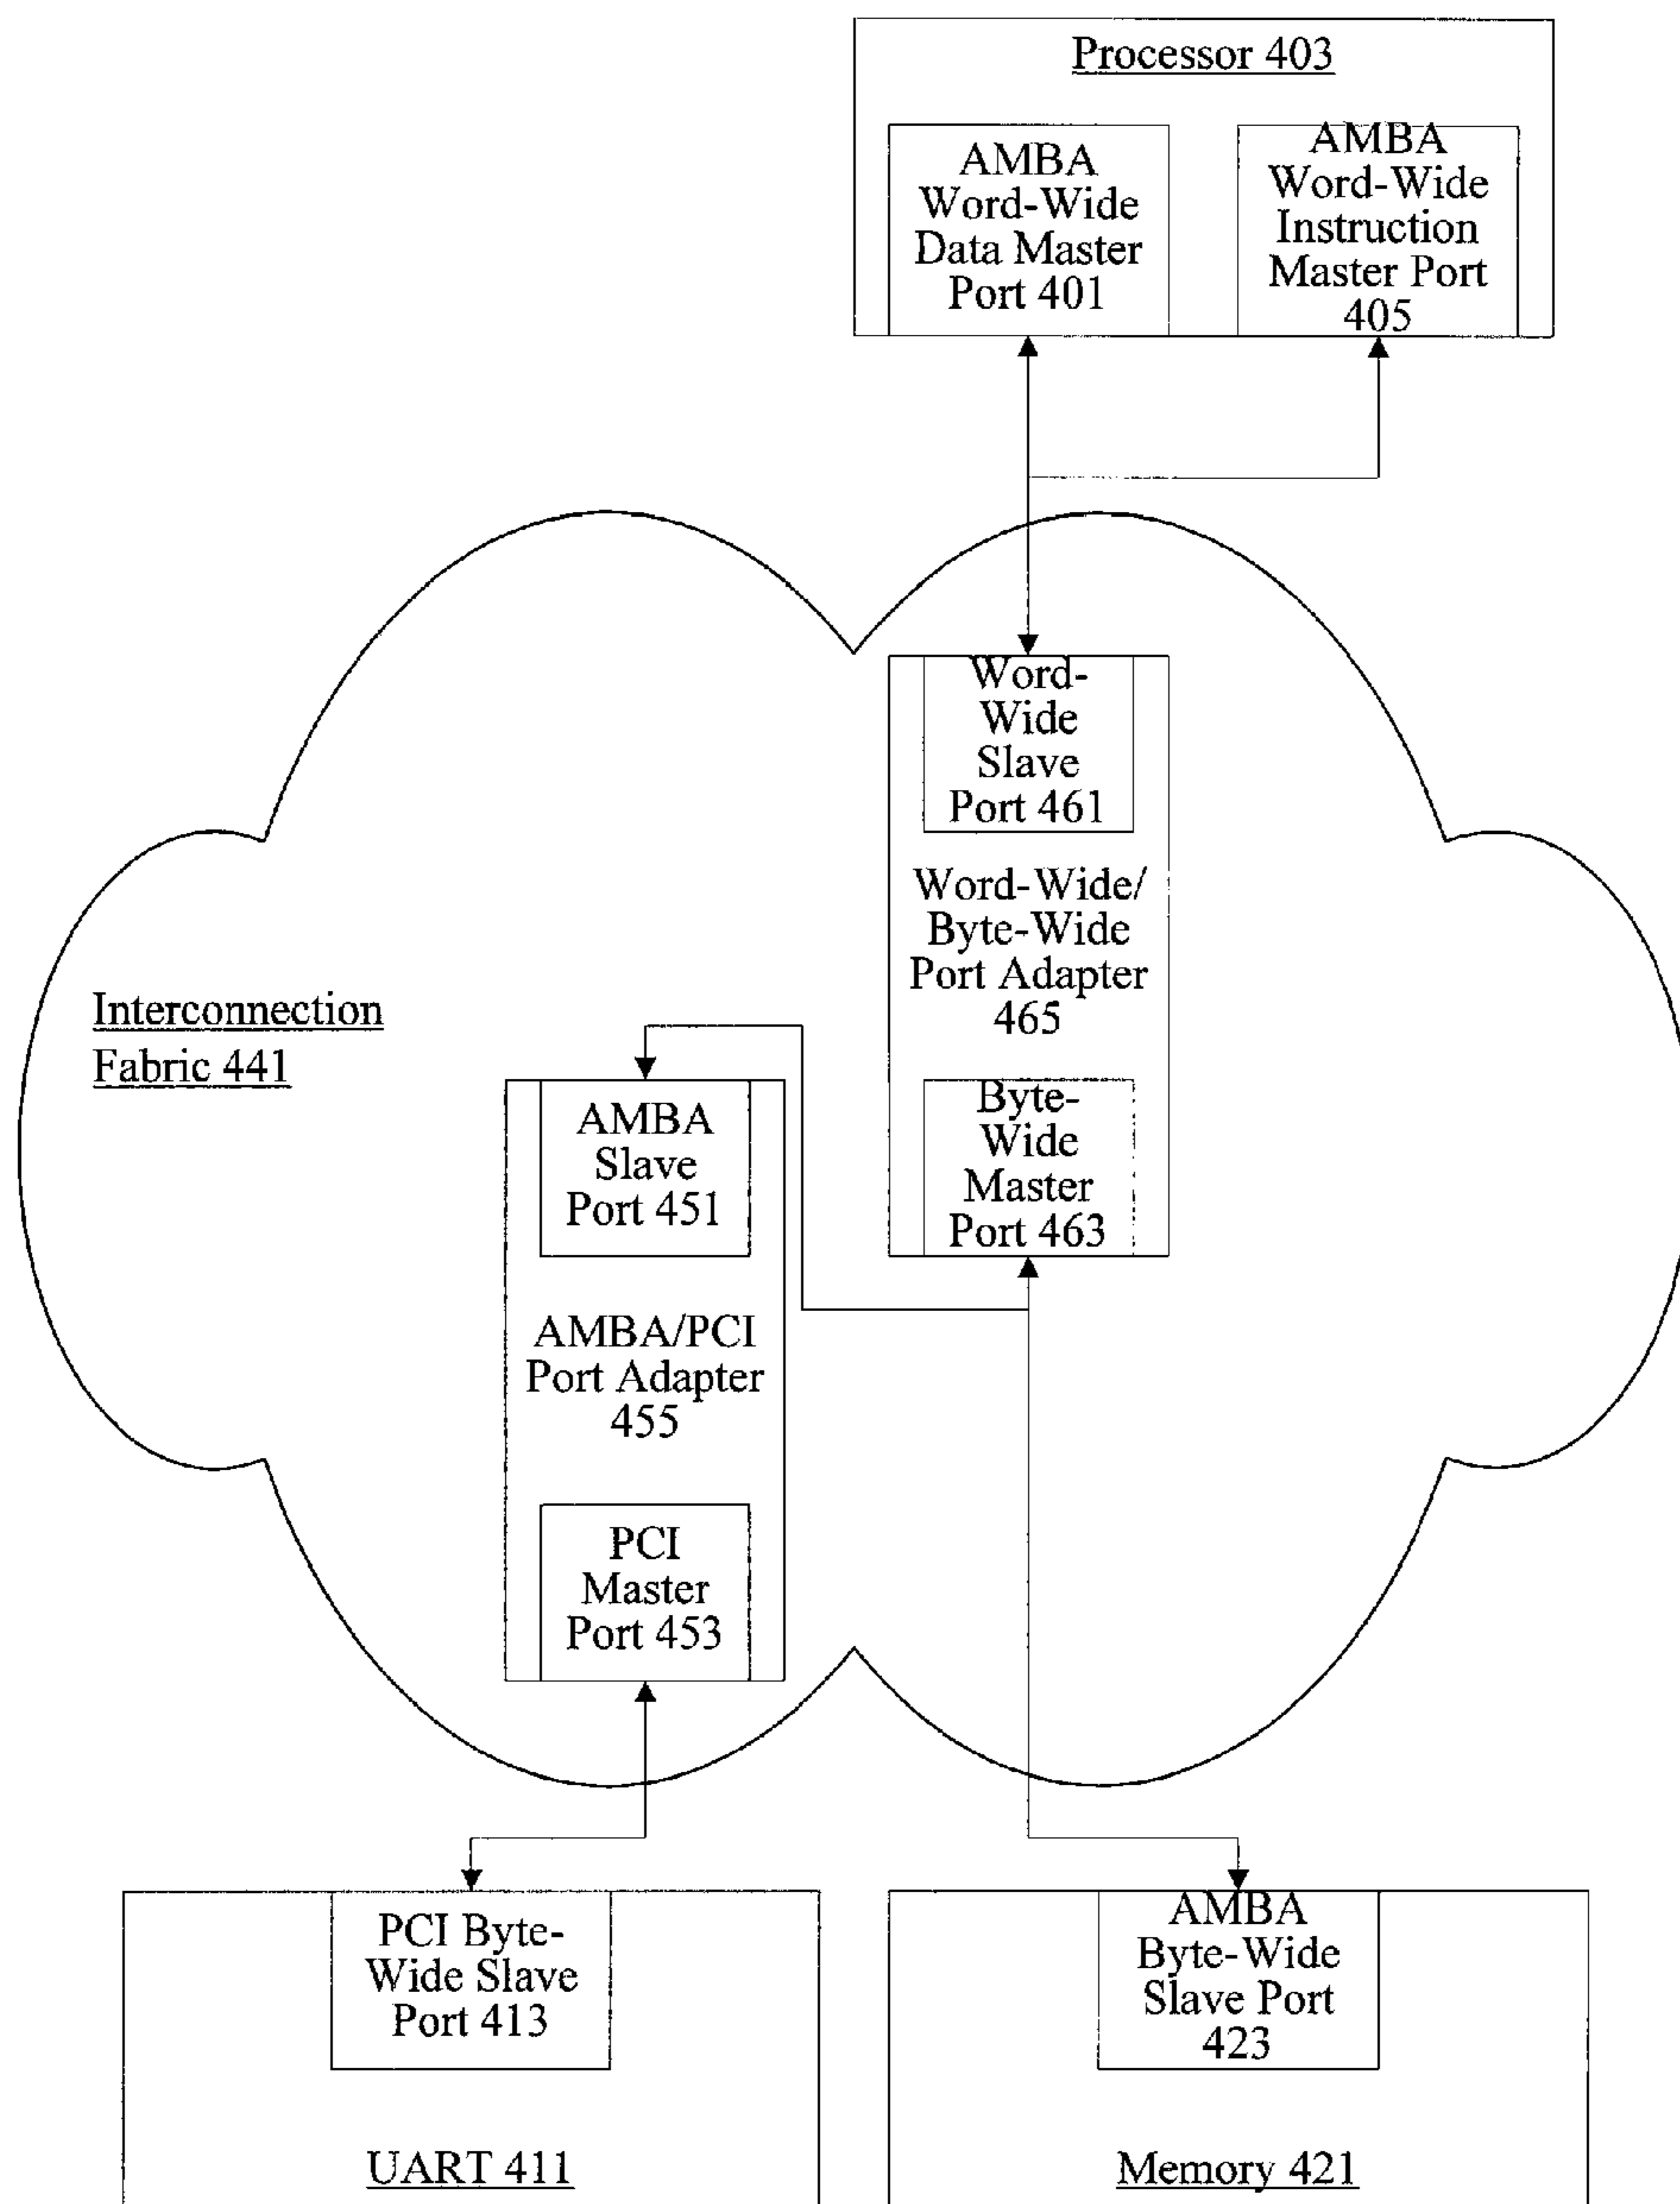 Processor 403
AMBA
Word-Wide
Data Master
Port 401
AMBA
Word-Wide
Instruction
Master Port
405
Word-
Wide
Slave
Port 461
Word-Wide/
Byte-Wide
Port Adapter
465
Byte-
Wide
Master
Port 463
Interconnection
Fabric 441
AMBA
Slave
Port 451
AMBA/PCI
Port Adapter
455
PCI
Master
Port 453
PCI Byte-
Wide Slave
Port 413
UART 411
AMBA
Byte-Wide
Slave Port
423
Memory 421